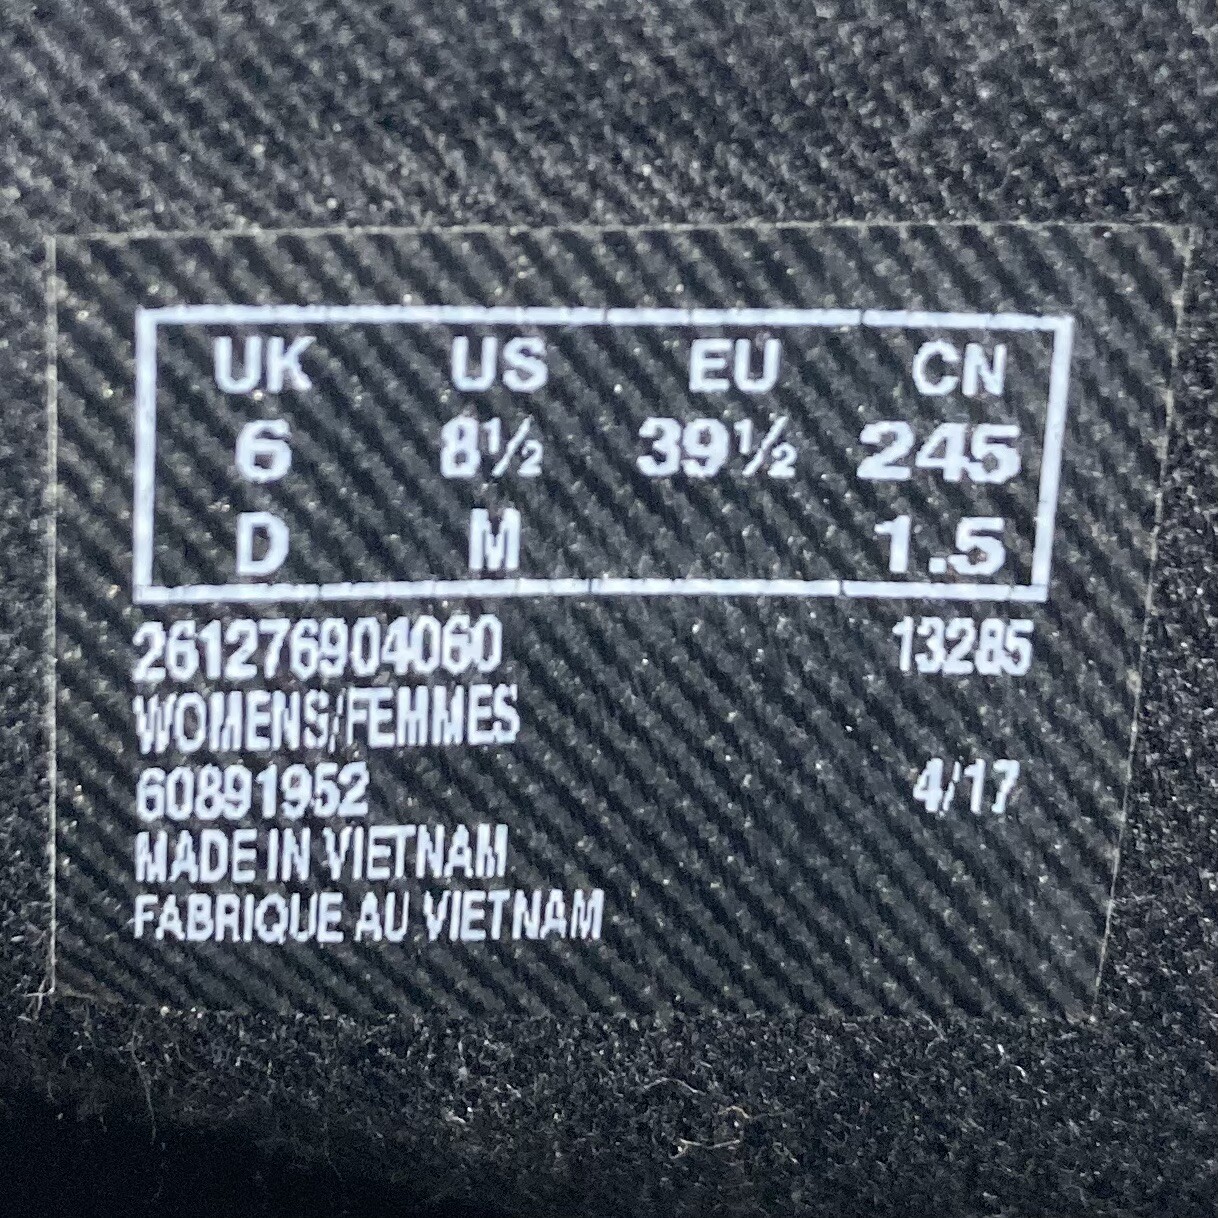 UK US EU CN
6 8½ 39½ 245
D M 1.5
261276904060 13285
WOMENS/FEMMES
60891952 4/17
MADE IN VIETNAM
FABRIQUE AU VIETNAM